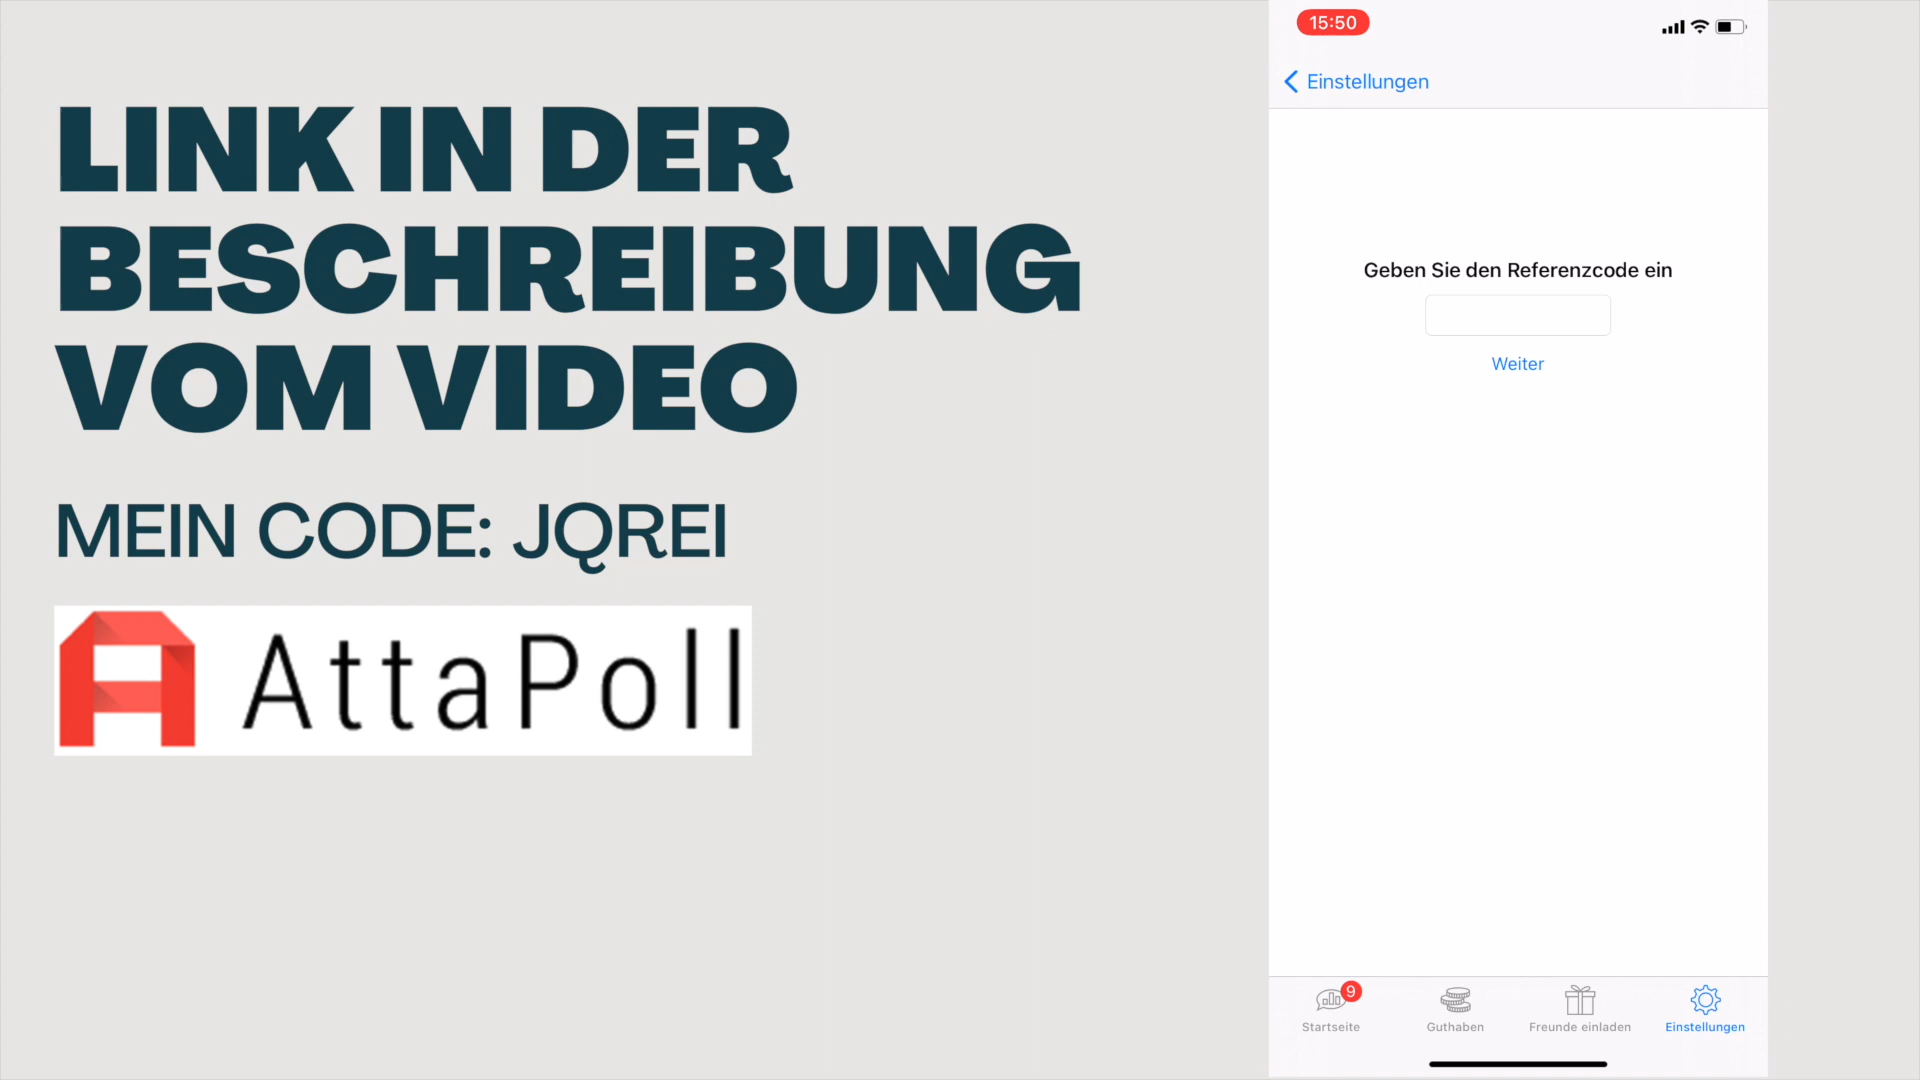 LINK IN DER
BESCHREIBUNG
VOM VIDEO
MEIN CODE: JQREI
AttaPoll
15:50
Einstellungen
Geben Sie den Referenzcode ein
Weiter
9
Startseite
Guthaben
Freunde einladen
Einstellungen